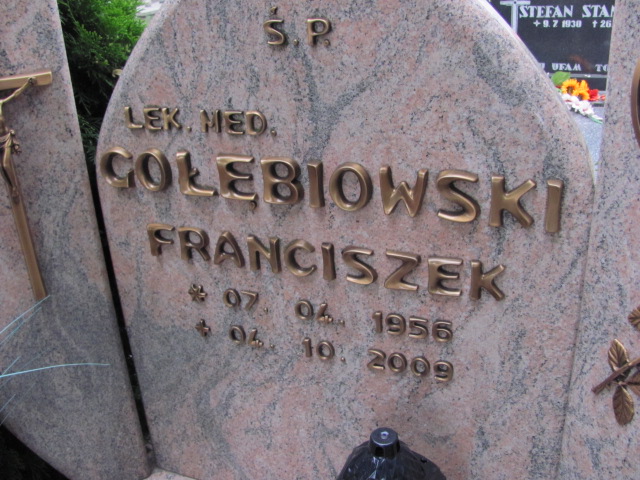 Ś.P.
LEK. MED.
GOŁĘBIOWSKI
FRANCISZEK
* 07. 04. 1956
+ 04. 10. 2009
STEFAN